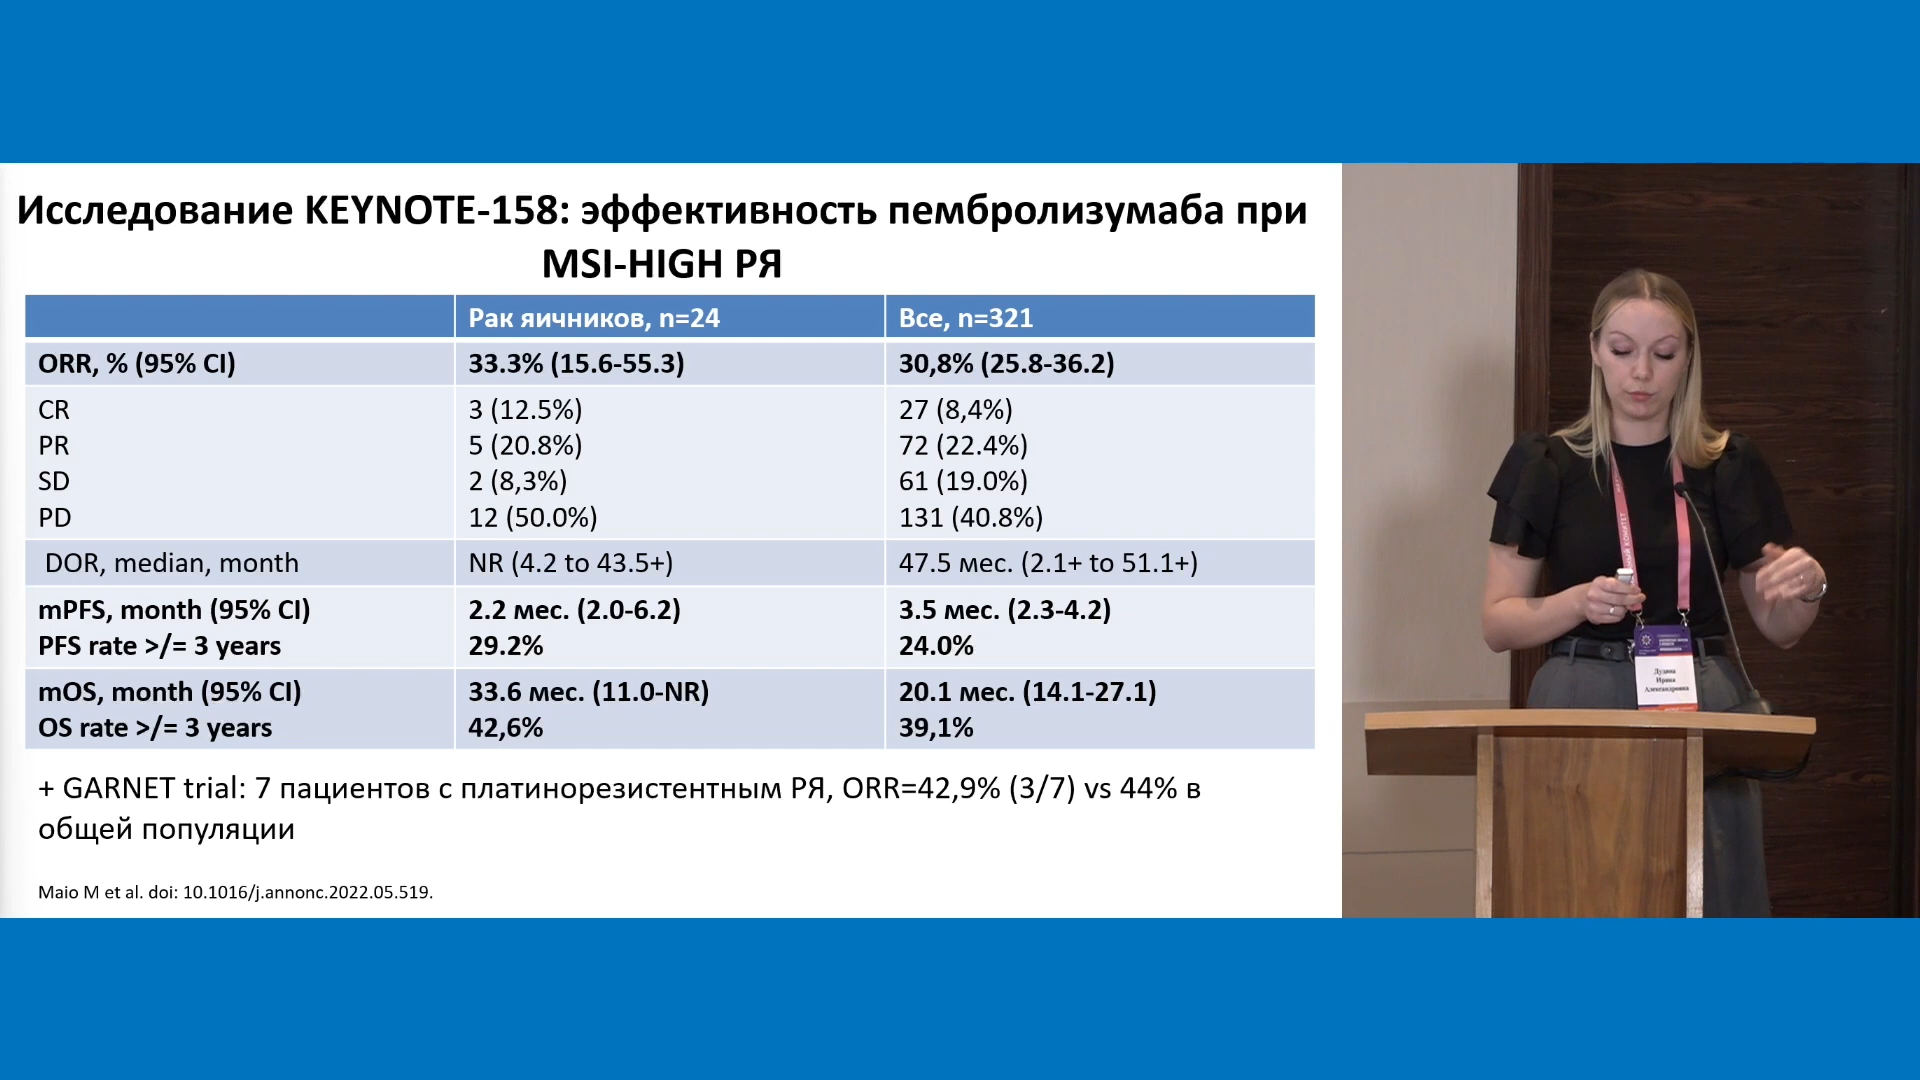 Исследование KEYNOTE-158: эффективность пембролизумаба при
MSI-HIGH РЯ
Рак яичников, n=24 Все, n=321
ORR, % (95% CI) 33.3% (15.6-55.3) 30,8% (25.8-36.2)
CR 3 (12.5%) 27 (8,4%)
PR 5 (20.8%) 72 (22.4%)
SD 2 (8,3%) 61 (19.0%)
PD 12 (50.0%) 131 (40.8%)
DOR, median, month NR (4.2 to 43.5+) 47.5 мес. (2.1+ to 51.1+)
mPFS, month (95% CI) 2.2 мес. (2.0-6.2) 3.5 мес. (2.3-4.2)
PFS rate >/= 3 years 29.2% 24.0%
mOS, month (95% CI) 33.6 мес. (11.0-NR) 20.1 мес. (14.1-27.1)
OS rate >/= 3 years 42,6% 39,1%
+ GARNET trial: 7 пациентов с платинорезистентным РЯ, ORR=42,9% (3/7) vs 44% в
общей популяции
Maio M et al. doi: 10.1016/j.annonc.2022.05.519.
Ирина
Александровна